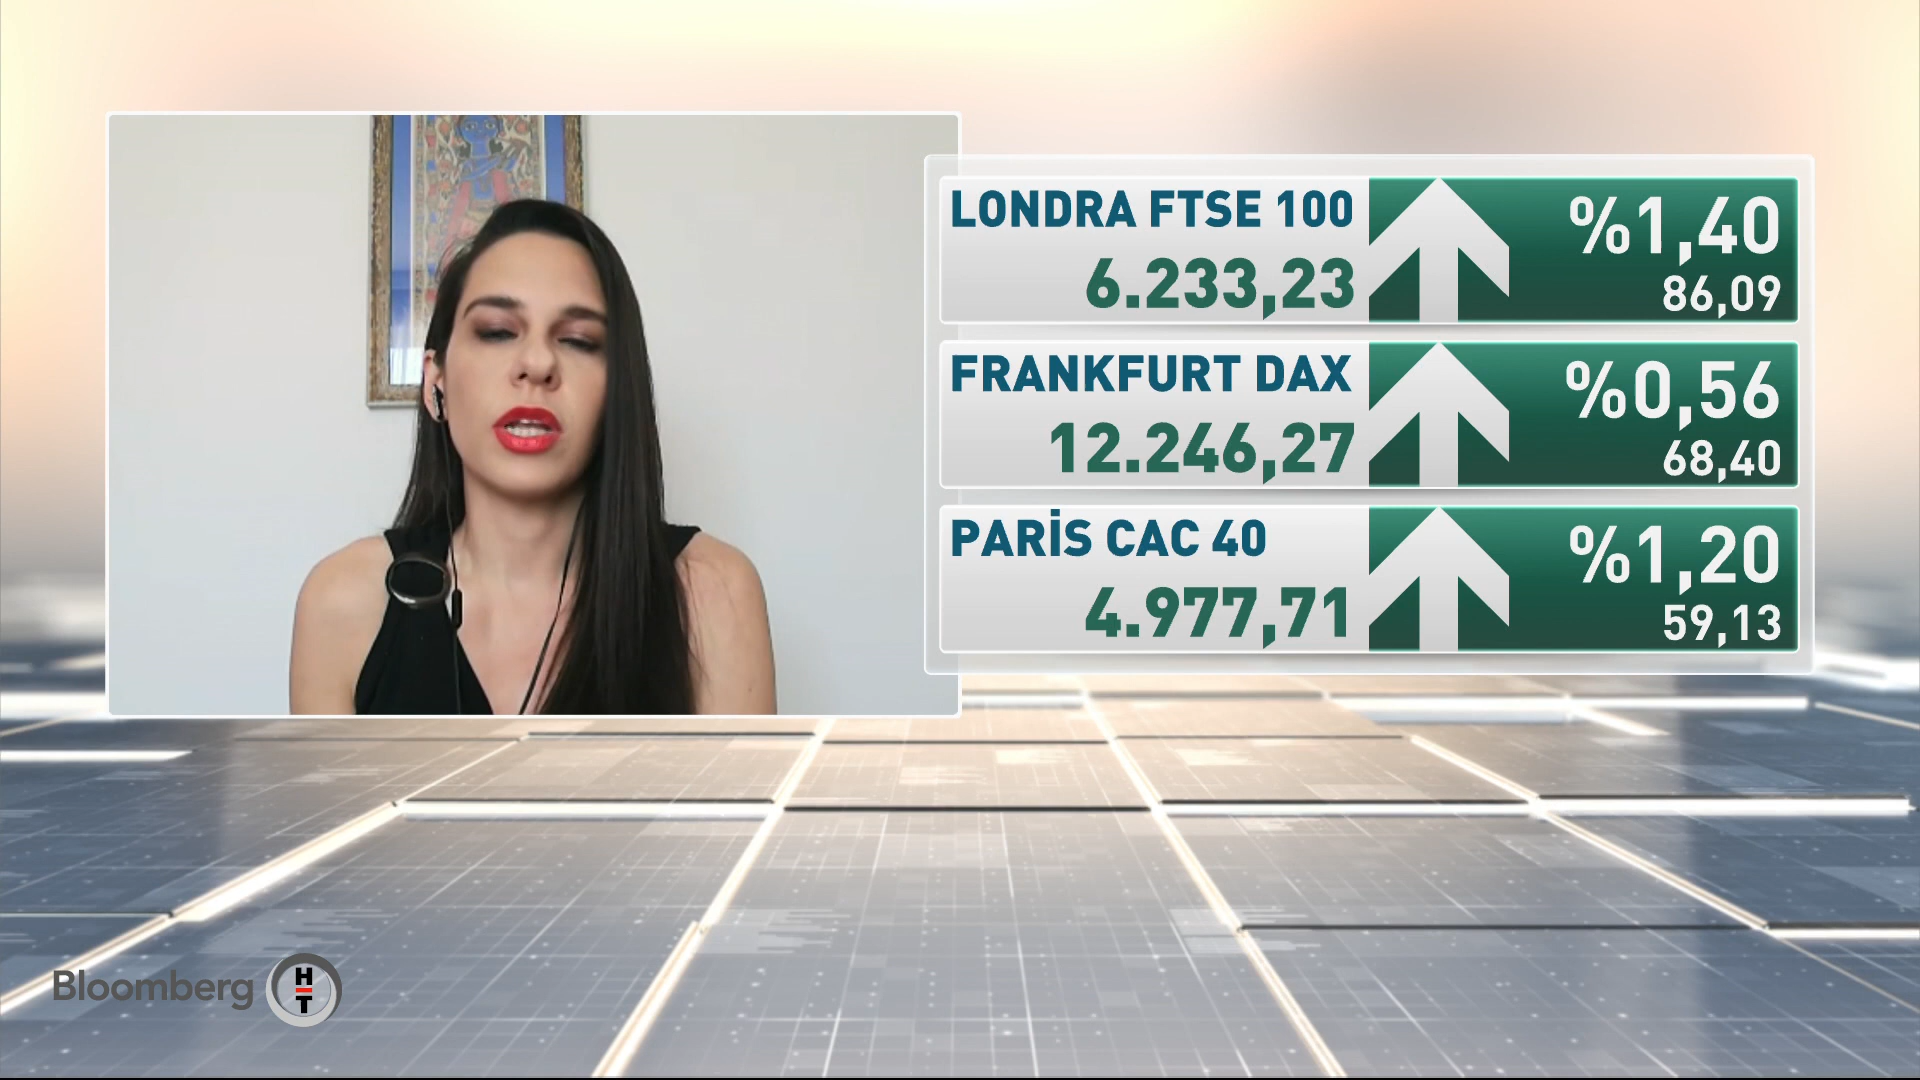 LONDRA FTSE 100
6.233,23
%1,40
86,09
FRANKFURT DAX
12.246,27
%0,56
68,40
PARİS CAC 40
4.977,71
%1,20
59,13
Bloomberg HT